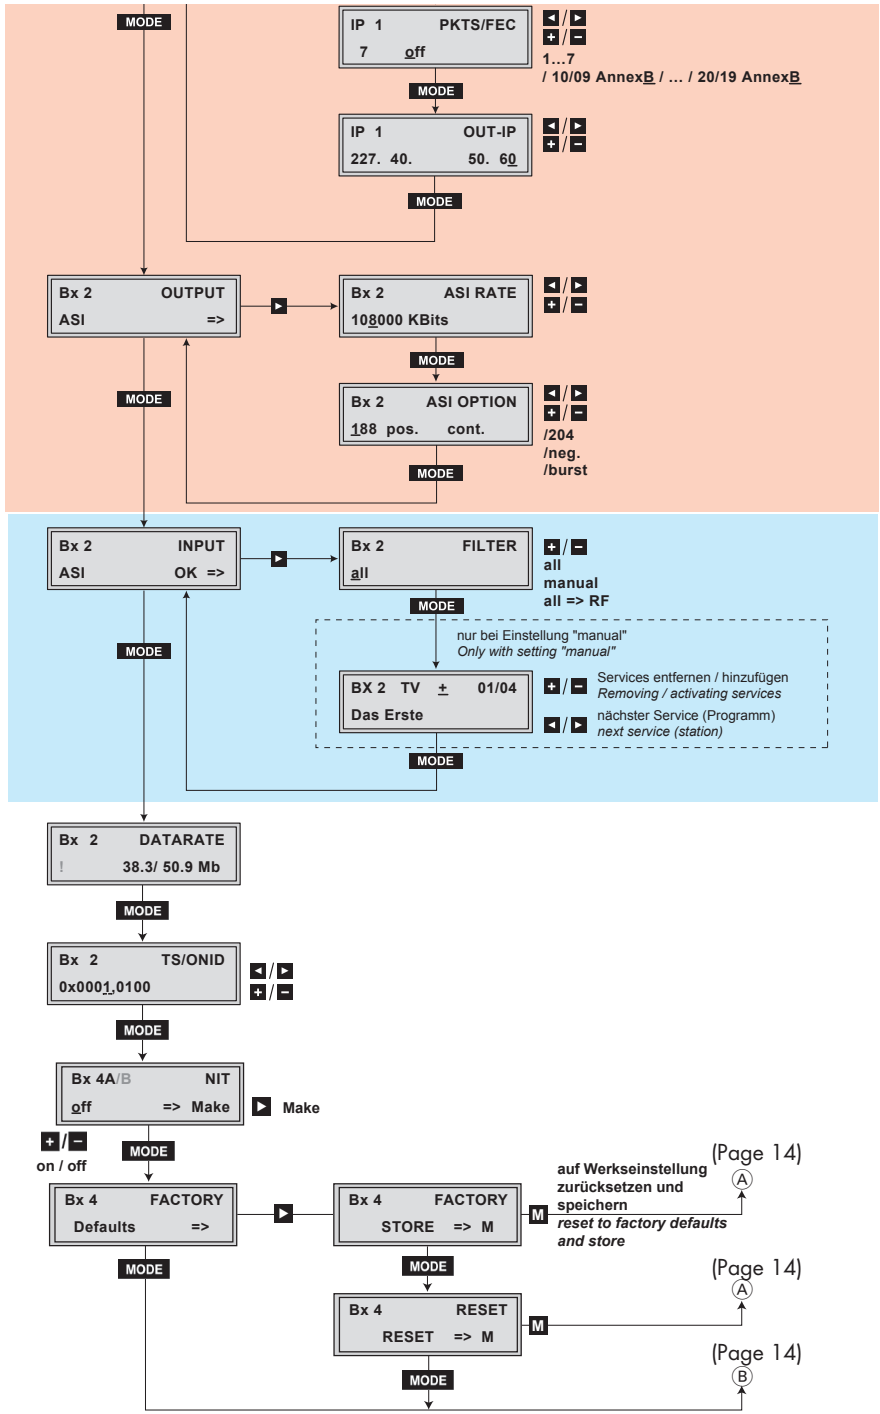 MODE
IP 1 PKTS/FEC
7 off
◄ / ►
+ / −
1...7
/ 10/09 AnnexB / ... / 20/19 AnnexB
MODE
IP 1 OUT-IP
227. 40. 50. 60
◄ / ►
+ / −
MODE
Bx 2 OUTPUT
ASI =>
►
Bx 2 ASI RATE
108000 KBits
◄ / ►
+ / −
MODE
MODE
Bx 2 ASI OPTION
188 pos. cont.
◄ / ►
+ / −
/204
/neg.
/burst
MODE
Bx 2 INPUT
ASI OK =>
►
Bx 2 FILTER
all
+ / −
all
manual
all => RF
MODE
nur bei Einstellung "manual"
Only with setting "manual"
MODE
BX 2 TV + 01/04
Das Erste
+ / − Services entfernen / hinzufügen
Removing / activating services
◄ / ► nächster Service (Programm)
next service (station)
MODE
Bx 2 DATARATE
! 38.3/ 50.9 Mb
MODE
Bx 2 TS/ONID
0x0001,0100
◄ / ►
+ / −
MODE
Bx 4A/B NIT
off => Make
► Make
+ / −
on / off
MODE
Bx 4 FACTORY
Defaults =>
►
Bx 4 FACTORY
STORE => M
M
auf Werkseinstellung
zurücksetzen und
speichern
reset to factory defaults
and store
(Page 14)
A
MODE
MODE
Bx 4 RESET
RESET => M
M
(Page 14)
A
MODE
(Page 14)
B